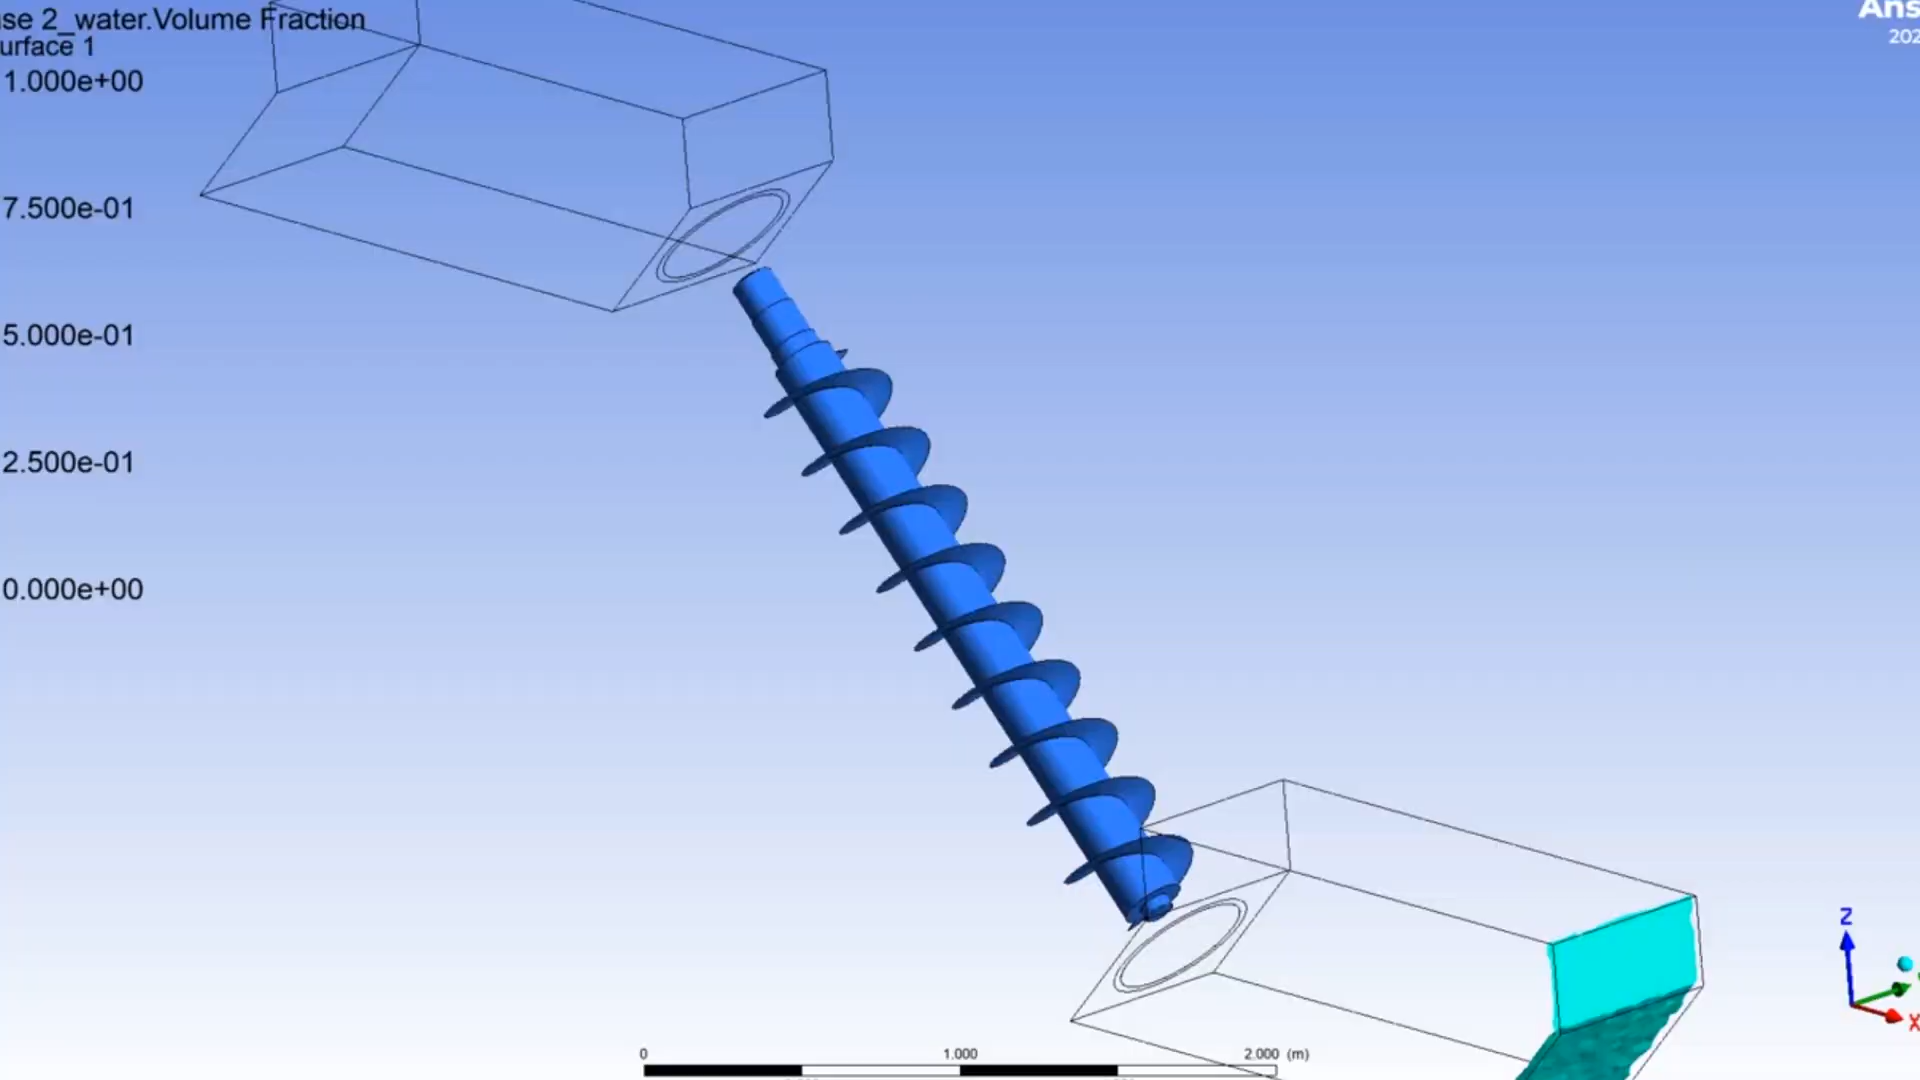 se 2_water.Volume Fraction
urface 1
1.000e+00
7.500e-01
5.000e-01
2.500e-01
0.000e+00
Ans
202
0 1.000 2.000 (m)
Z
X